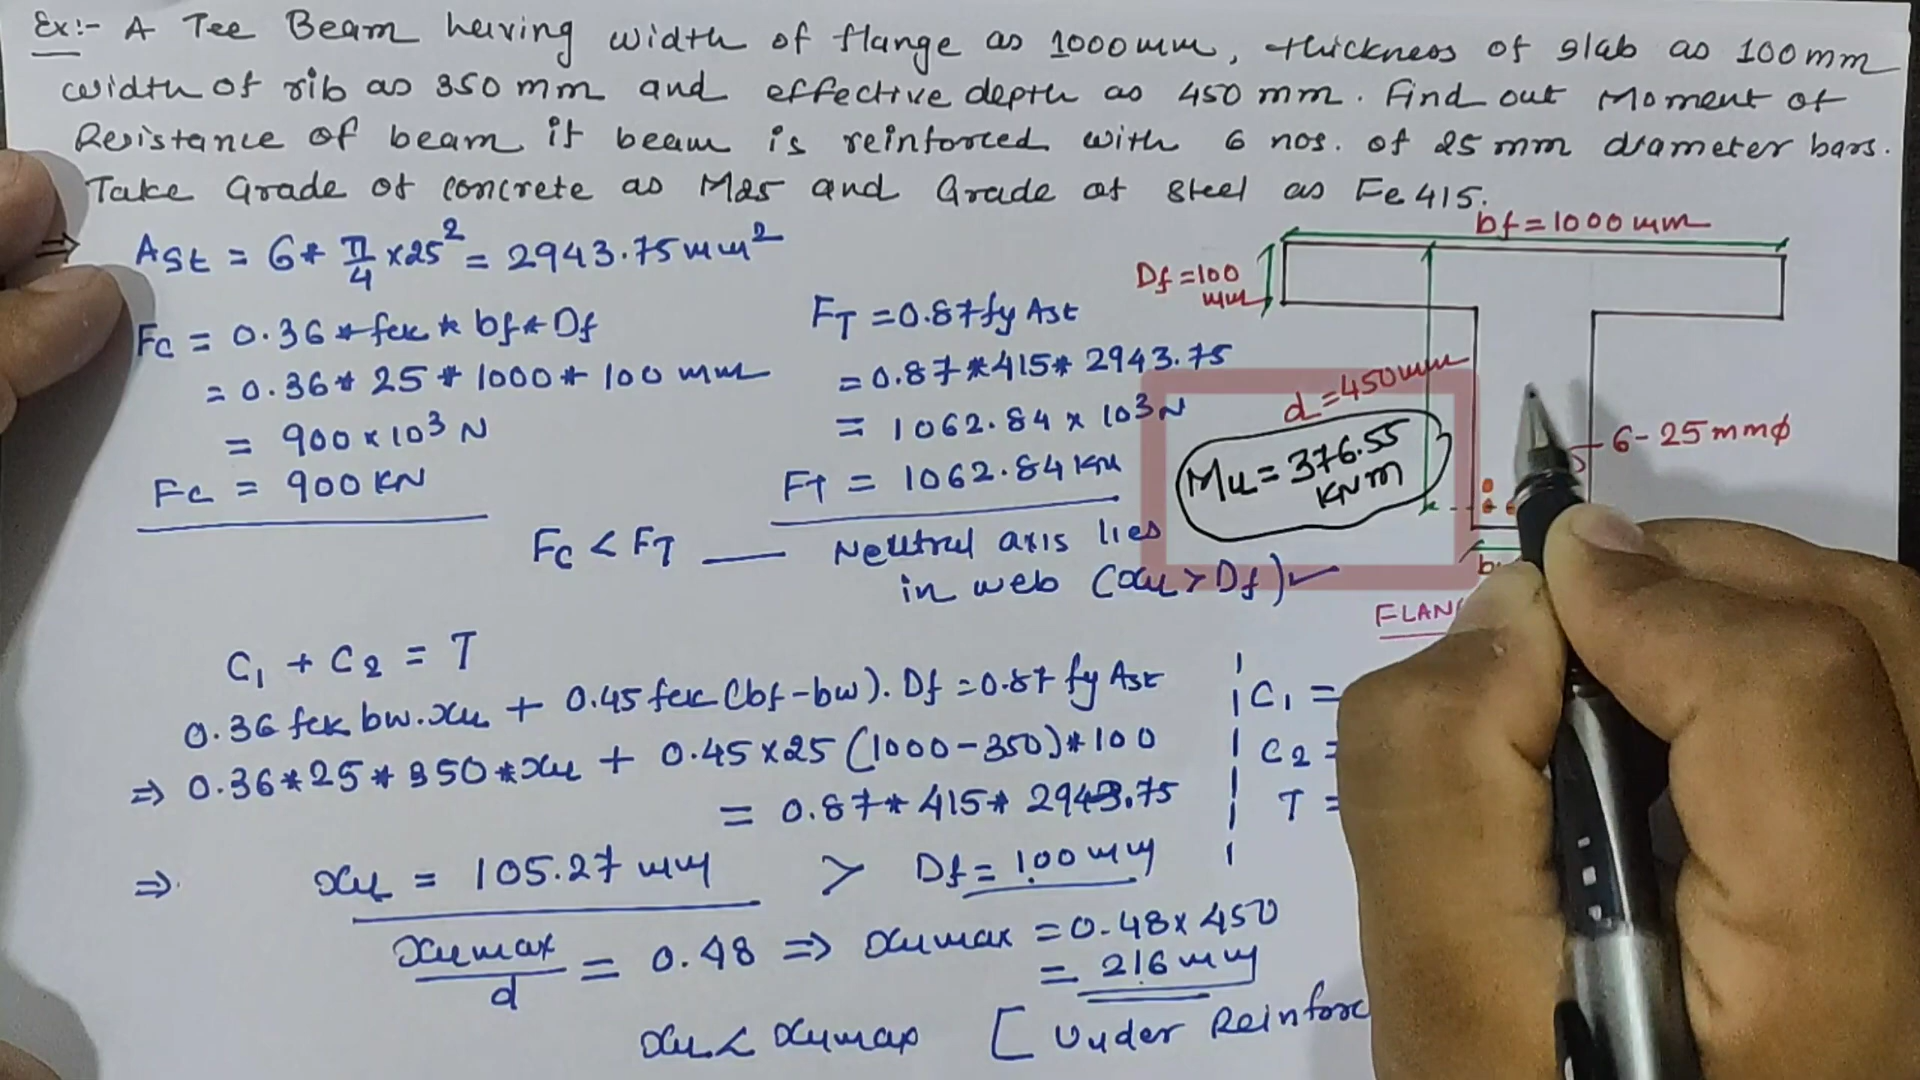 Ex:- A Tee Beam having width of flange as 1000mm, thickness of slab as 100mm
width of rib as 350 mm and effective depth as 450 mm. Find out Moment of
Resistance of beam if beam is reinforced with 6 nos. of 25 mm diameter bars.
Take Grade of Concrete as M25 and Grade of Steel as Fe 415.
⇒ Ast = 6 * π/4 × 25² = 2943.75 mm²
Fc = 0.36 * fck * bf * Df
= 0.36 * 25 * 1000 * 100 mm
= 900 × 10³ N
Fc = 900 KN
FT = 0.87 fy Ast
= 0.87 * 415 * 2943.75
= 1062.84 × 10³ N
FT = 1062.84 KN
bf = 1000 mm
Df = 100
mm
d = 450mm
6 - 25 mm ϕ
Mu = 376.55
KNm
Fc < FT — Neutral axis lies
in web (xu > Df) ✓
C1 + C2 = T
0.36 fck bw. xu + 0.45 fck (bf - bw). Df = 0.87 fy Ast
⇒ 0.36 * 25 * 350 * xu + 0.45 × 25 (1000 - 350) * 100
= 0.87 * 415 * 2943.75
C1 =
C2 =
T =
⇒ xu = 105.27 mm > Df = 100 mm
xumax/d = 0.48 ⇒ xumax = 0.48 × 450
= 216 mm
xu < xumax [ Under